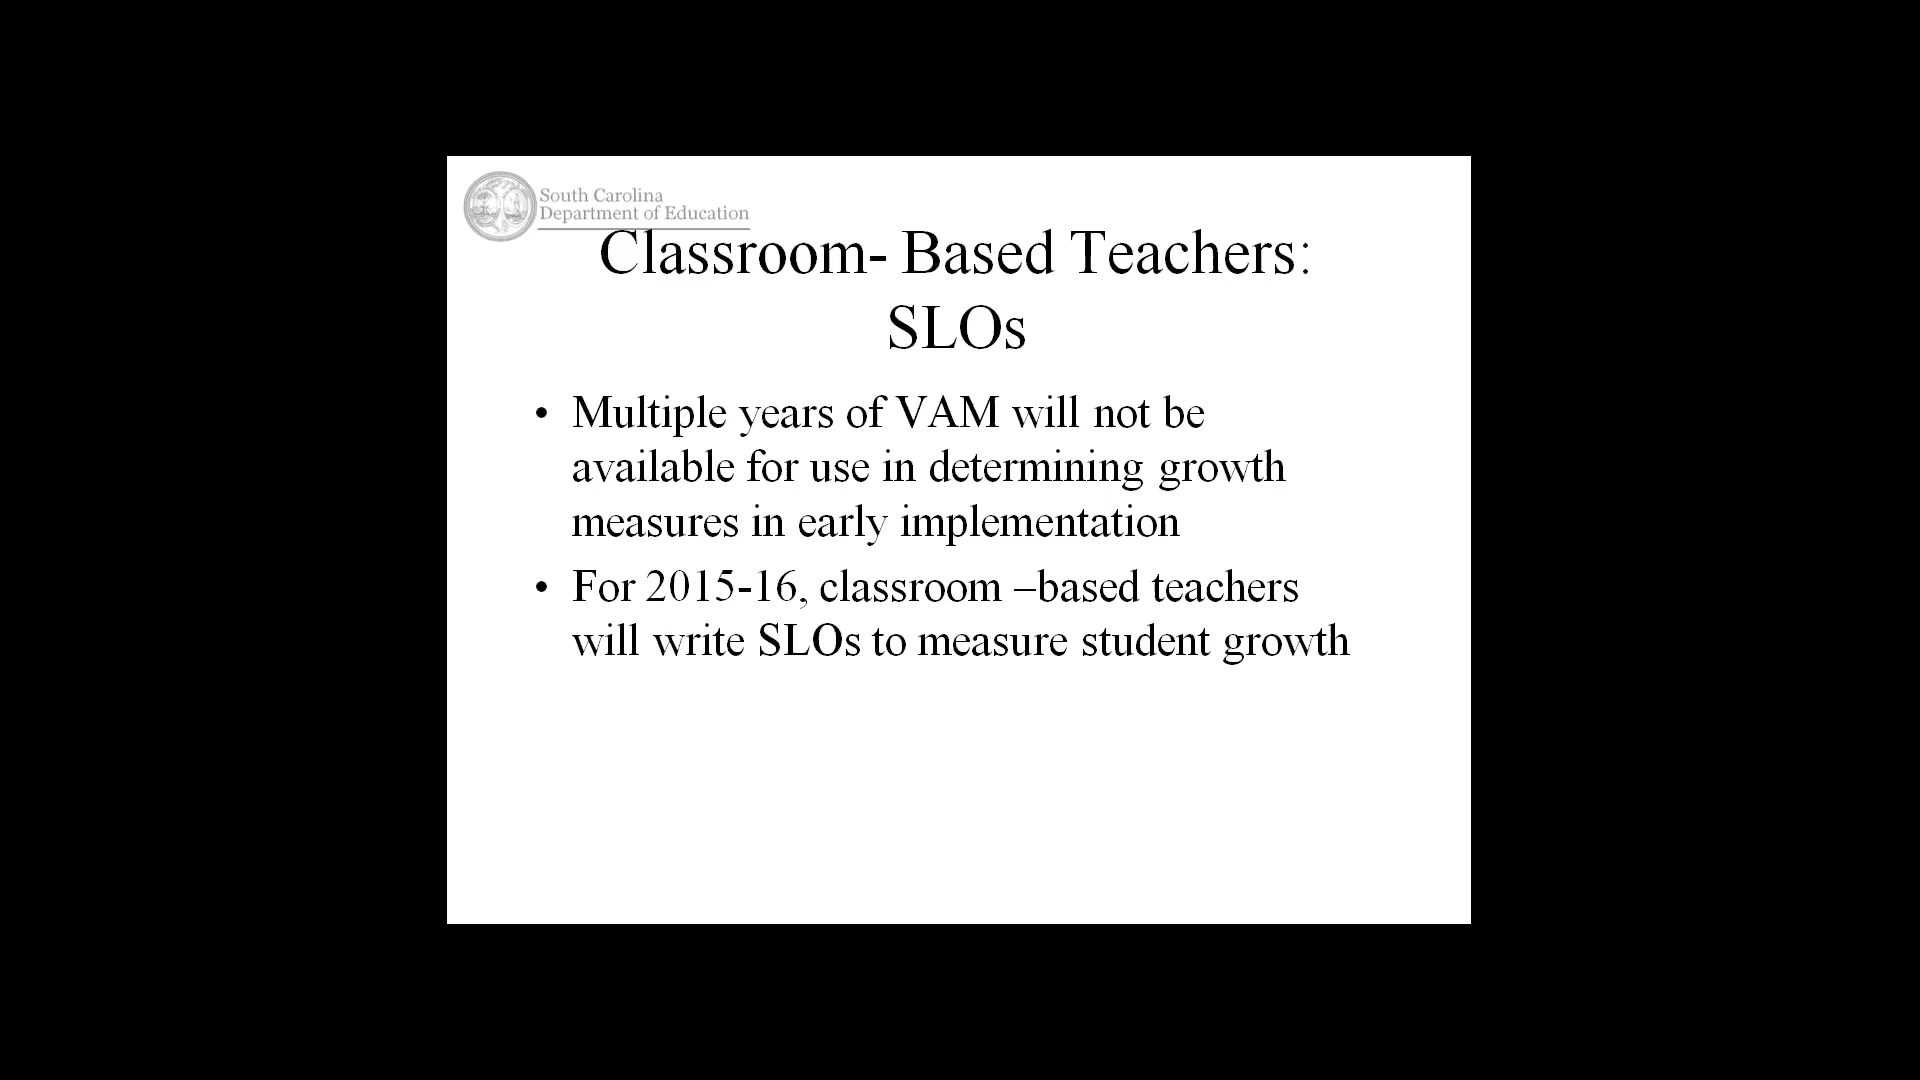 South Carolina
Department of Education
Classroom- Based Teachers:
SLOs
• Multiple years of VAM will not be
available for use in determining growth
measures in early implementation
• For 2015-16, classroom –based teachers
will write SLOs to measure student growth